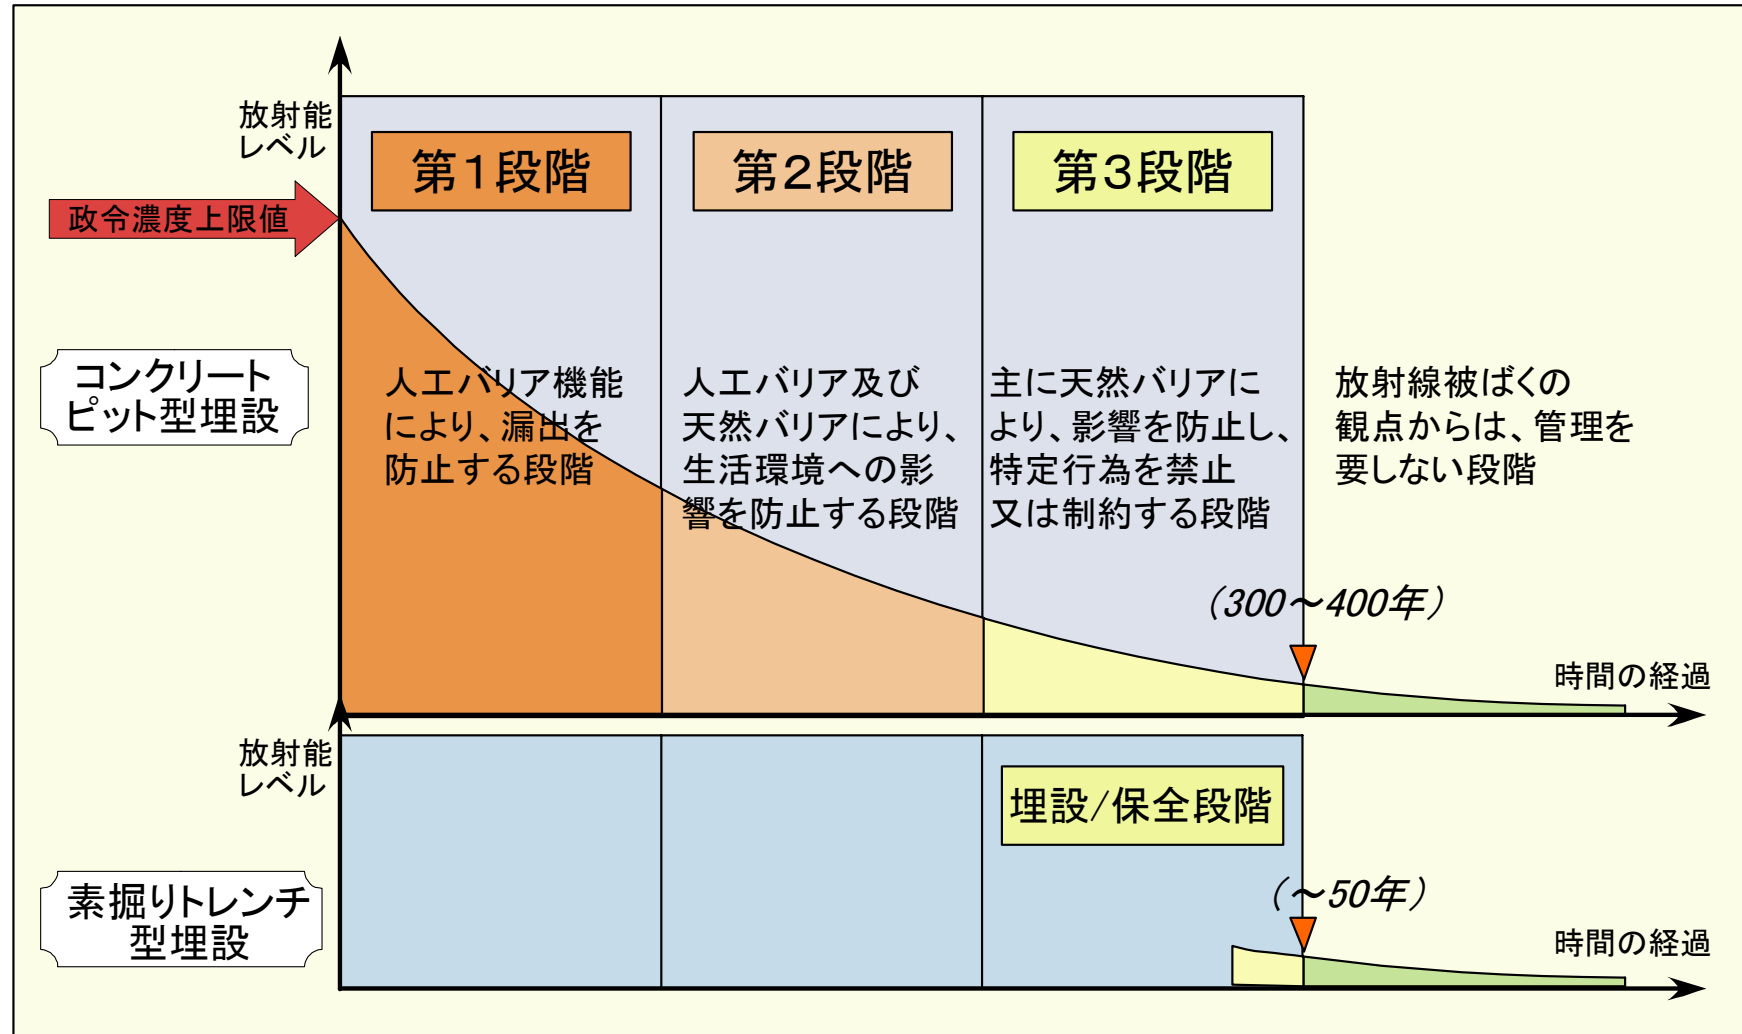 放射能
レベル
第1段階
第2段階
第3段階
政令濃度上限値
コンクリート
ピット型埋設
人工バリア機能
により、漏出を
防止する段階
人工バリア及び
天然バリアにより、
生活環境への影
響を防止する段階
主に天然バリアに
より、影響を防止し、
特定行為を禁止
又は制約する段階
放射線被ばくの
観点からは、管理を
要しない段階
（300～400年）
時間の経過
放射能
レベル
埋設/保全段階
素掘りトレンチ
型埋設
（～50年）
時間の経過